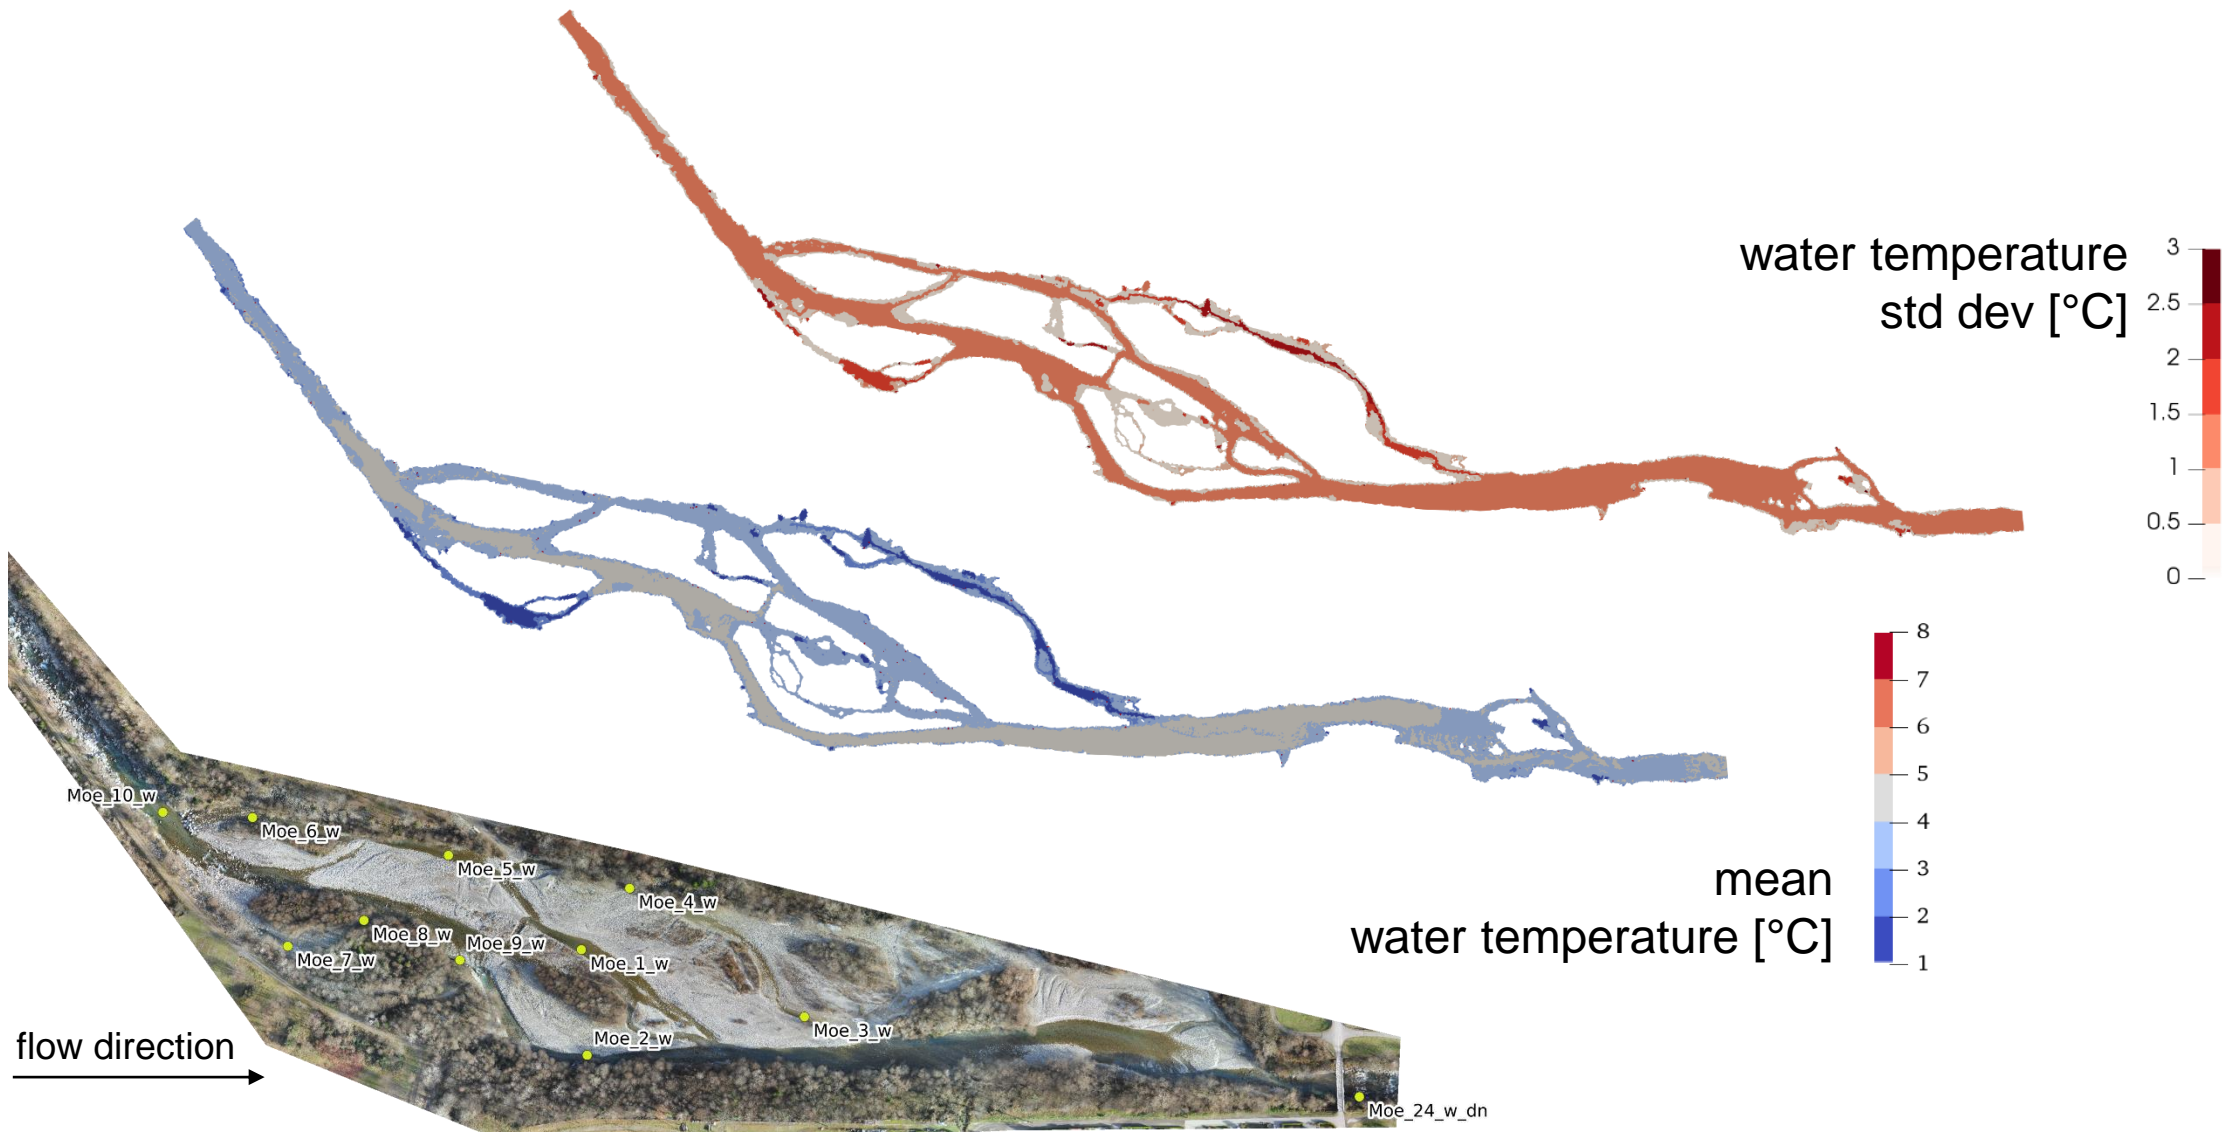 water temperature
std dev [°C]
3
2.5
2
1.5
1
0.5
0
8
7
6
5
4
3
2
1
mean
water temperature [°C]
Moe_10_w
Moe_6_w
Moe_5_w
Moe_4_w
Moe_8_w
Moe_9_w
Moe_7_w
Moe_1_w
Moe_3_w
Moe_2_w
flow direction
Moe_24_w_dn